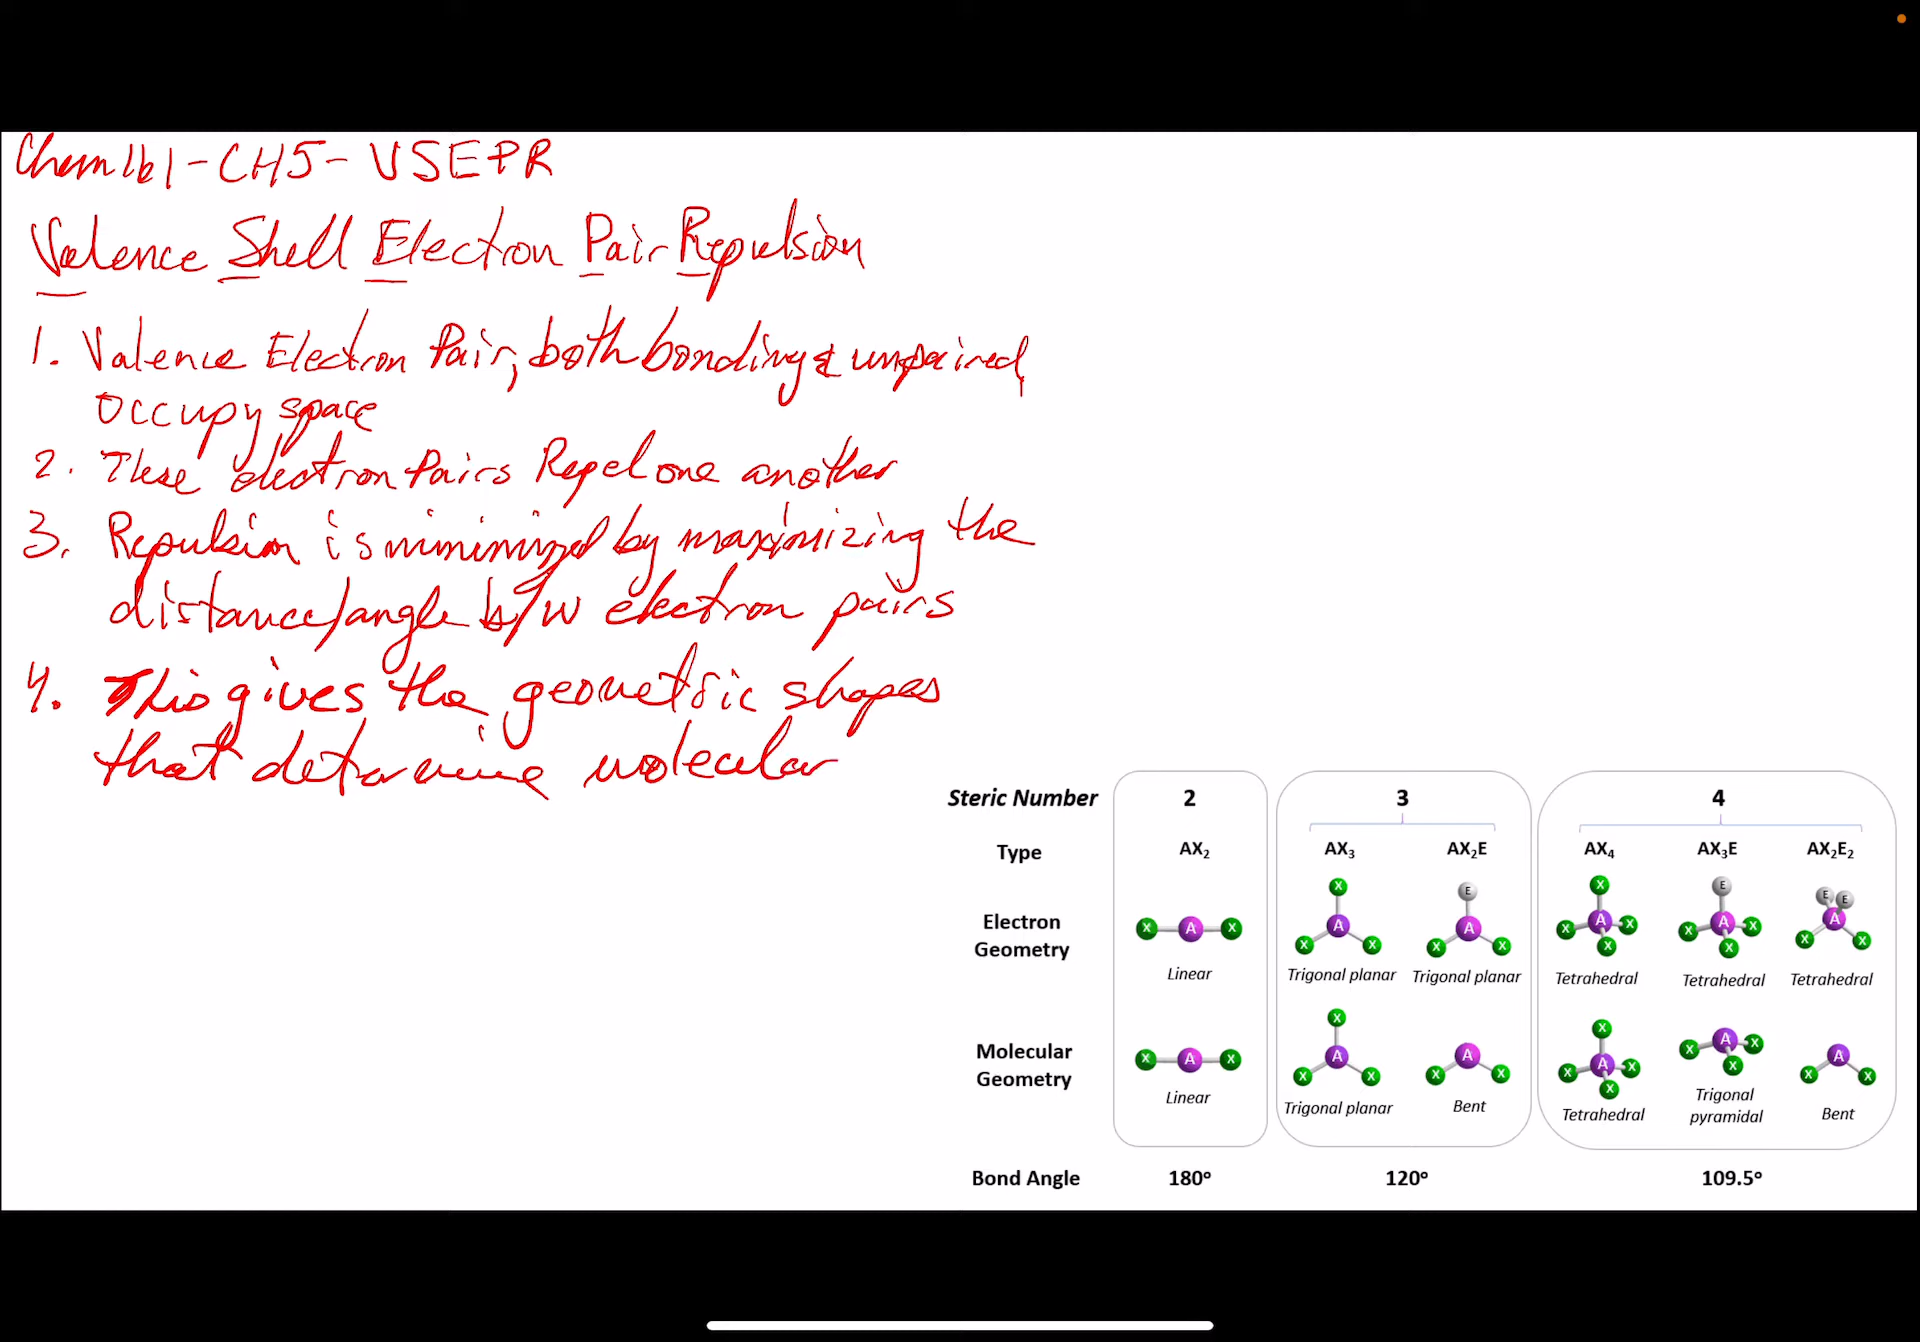 Chem161-CH5-VSEPR
Valence Shell Electron Pair Repulsion
1. Valence Electron Pair, both bonding & unpaired,
occupy space
2. These electron Pairs Repel one another
3. Repulsion is minimized by maximizing the
distance/angle b/w electron pairs
4. This gives the geometric shapes
that determine molecular
Steric Number 2 3 4
Type AX₂ AX₃ AX₂E AX₄ AX₃E AX₂E₂
X E X E E E
Electron
Geometry
X A X A X X A X X A X X X A X X X A X X
Linear Trigonal planar Trigonal planar Tetrahedral Tetrahedral Tetrahedral
X X
Molecular
Geometry
X A X A X X A X X A X X X A X X X A X X
Linear Trigonal planar Bent Tetrahedral Trigonal
pyramidal Bent
Bond Angle 180° 120° 109.5°